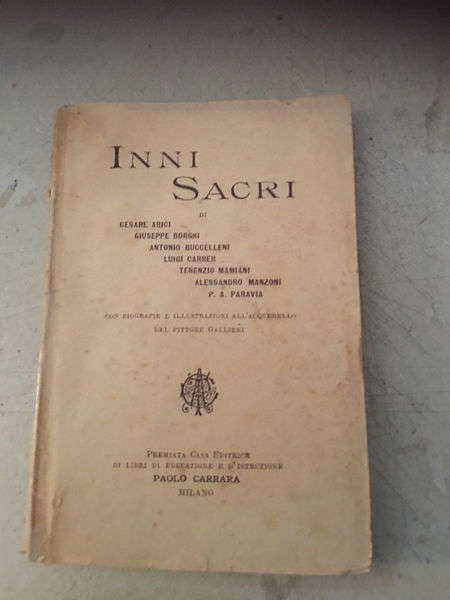 INNI
SACRI
DI
CESARE ARICI
GIUSEPPE BORGHI
ANTONIO BUCCELLENI
LUIGI CARRER
TERENZIO MAMIANI
ALESSANDRO MANZONI
P. A. PARAVIA
CON BIOGRAFIE E ILLUSTRAZIONI ALL'ACQUERELLO
DEL PITTORE GALLIENI
PREMIATA CASA EDITRICE
DI LIBRI DI EDUCAZIONE E D'ISTRUZIONE
PAOLO CARRARA
MILANO